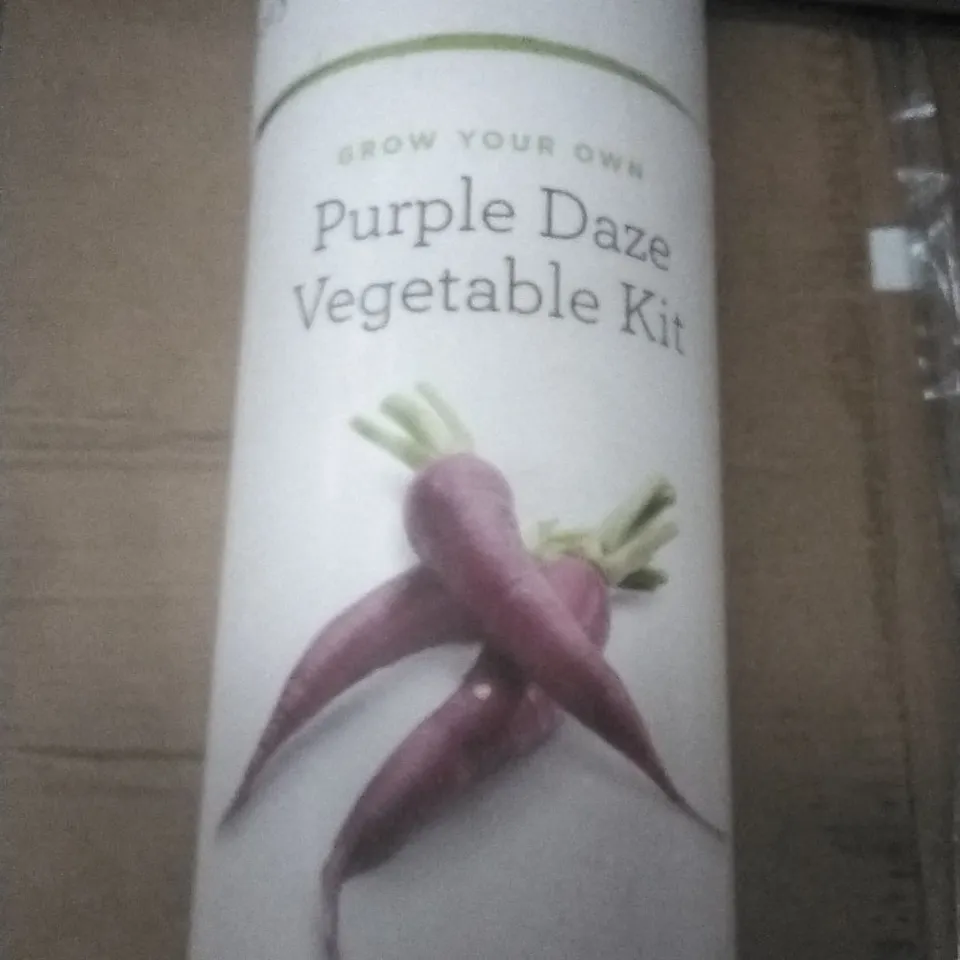 GROW YOUR OWN
Purple Daze
Vegetable Kit